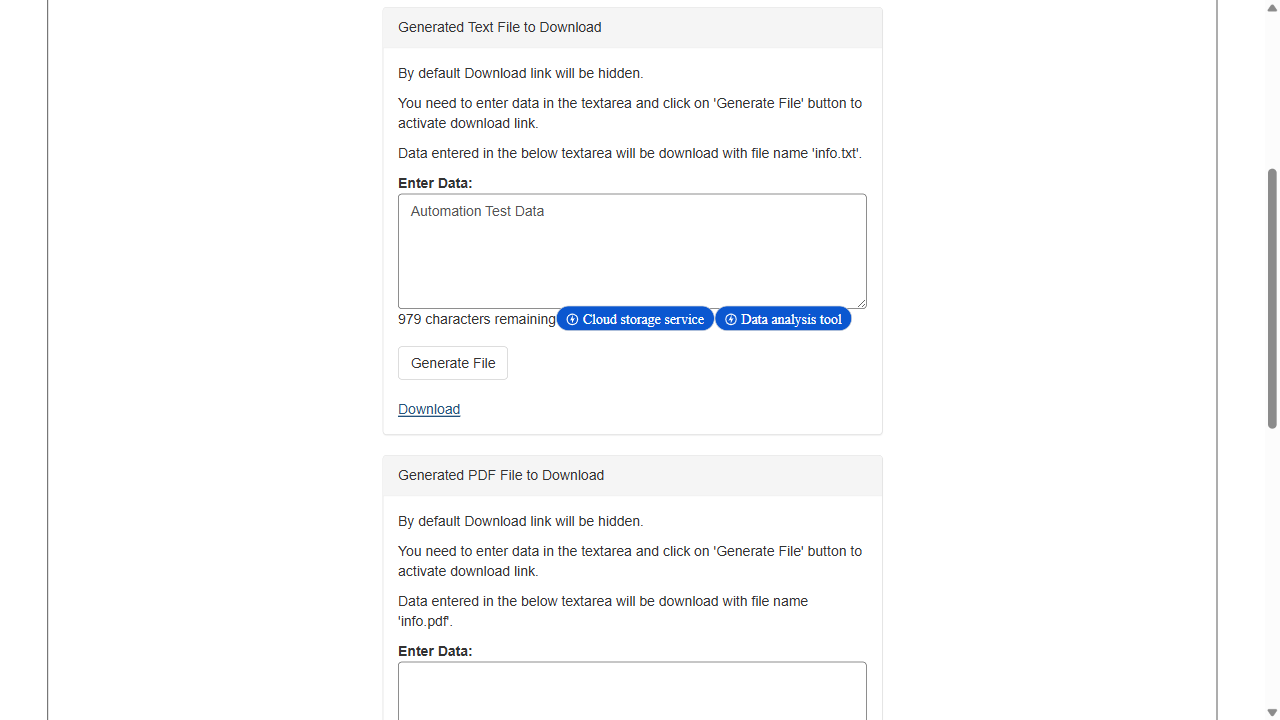 Generated Text File to Download
By default Download link will be hidden.
You need to enter data in the textarea and click on 'Generate File' button to
activate download link.
Data entered in the below textarea will be download with file name 'info.txt'.
Enter Data:
Automation Test Data
979 characters remaining Cloud storage service Data analysis tool
Generate File
Download
Generated PDF File to Download
By default Download link will be hidden.
You need to enter data in the textarea and click on 'Generate File' button to
activate download link.
Data entered in the below textarea will be download with file name
'info.pdf'.
Enter Data: